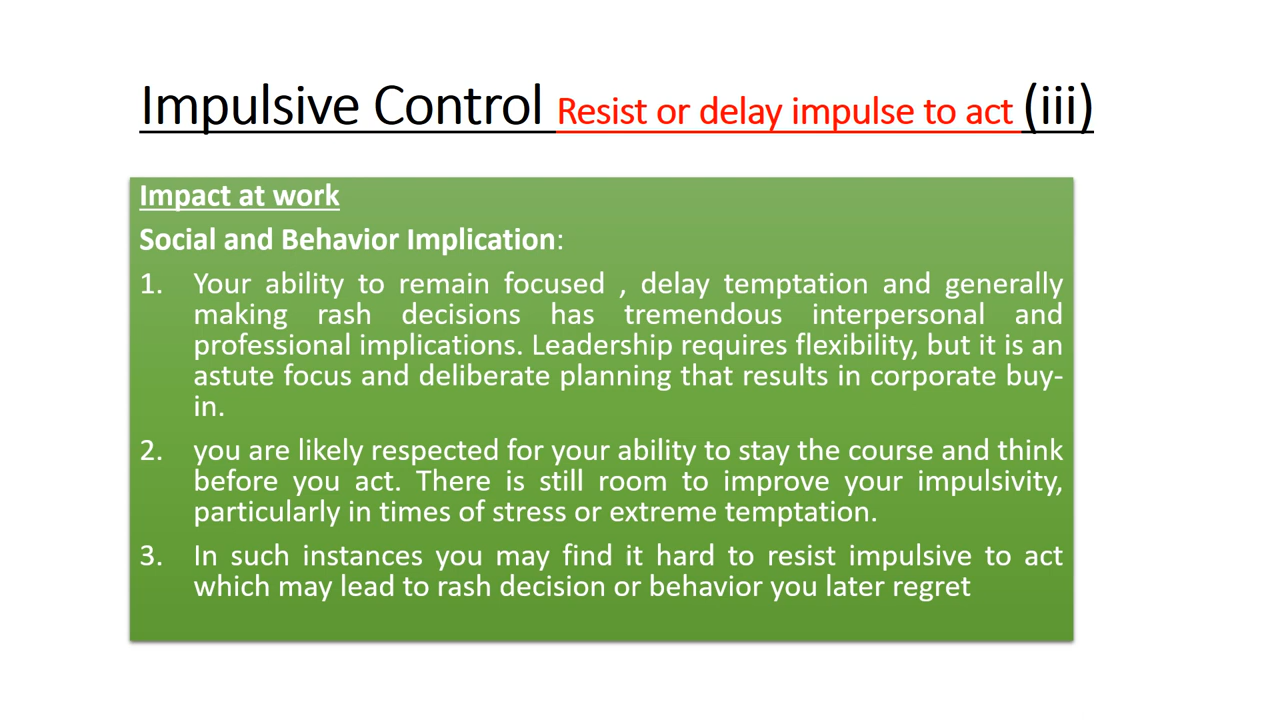 Impulsive Control Resist or delay impulse to act (iii)
Impact at work
Social and Behavior Implication:
1. Your ability to remain focused , delay temptation and generally
making rash decisions has tremendous interpersonal and
professional implications. Leadership requires flexibility, but it is an
astute focus and deliberate planning that results in corporate buy-
in.
2. you are likely respected for your ability to stay the course and think
before you act. There is still room to improve your impulsivity,
particularly in times of stress or extreme temptation.
3. In such instances you may find it hard to resist impulsive to act
which may lead to rash decision or behavior you later regret